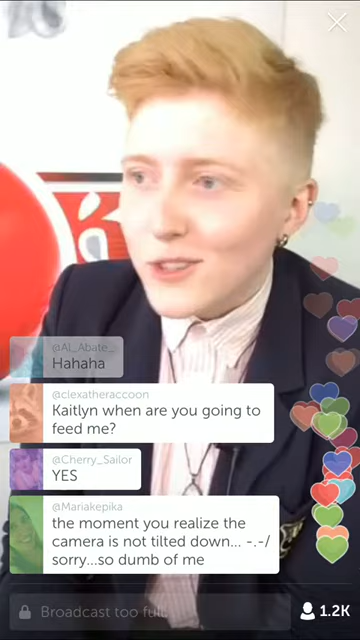 @Al_Abate_
Hahaha
@clexatheraccoon
Kaitlyn when are you going to
feed me?
@Cherry_Sailor
YES
@Mariakepika
the moment you realize the
camera is not tilted down... -.-/
sorry...so dumb of me
Broadcast too full
1.2K